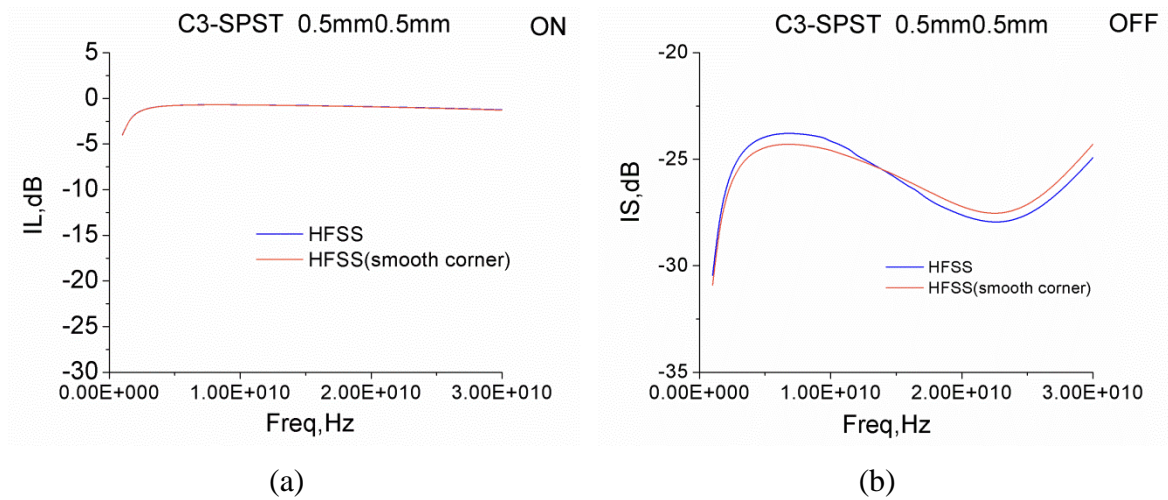 C3-SPST 0.5mm0.5mm ON
5
0
-5
-10
-15
-20
-25
-30
IL,dB
HFSS
HFSS(smooth corner)
0.00E+000 1.00E+010 2.00E+010 3.00E+010
Freq,Hz
(a)
C3-SPST 0.5mm0.5mm OFF
-20
-25
-30
-35
IS,dB
HFSS
HFSS(smooth corner)
0.00E+000 1.00E+010 2.00E+010 3.00E+010
Freq,Hz
(b)